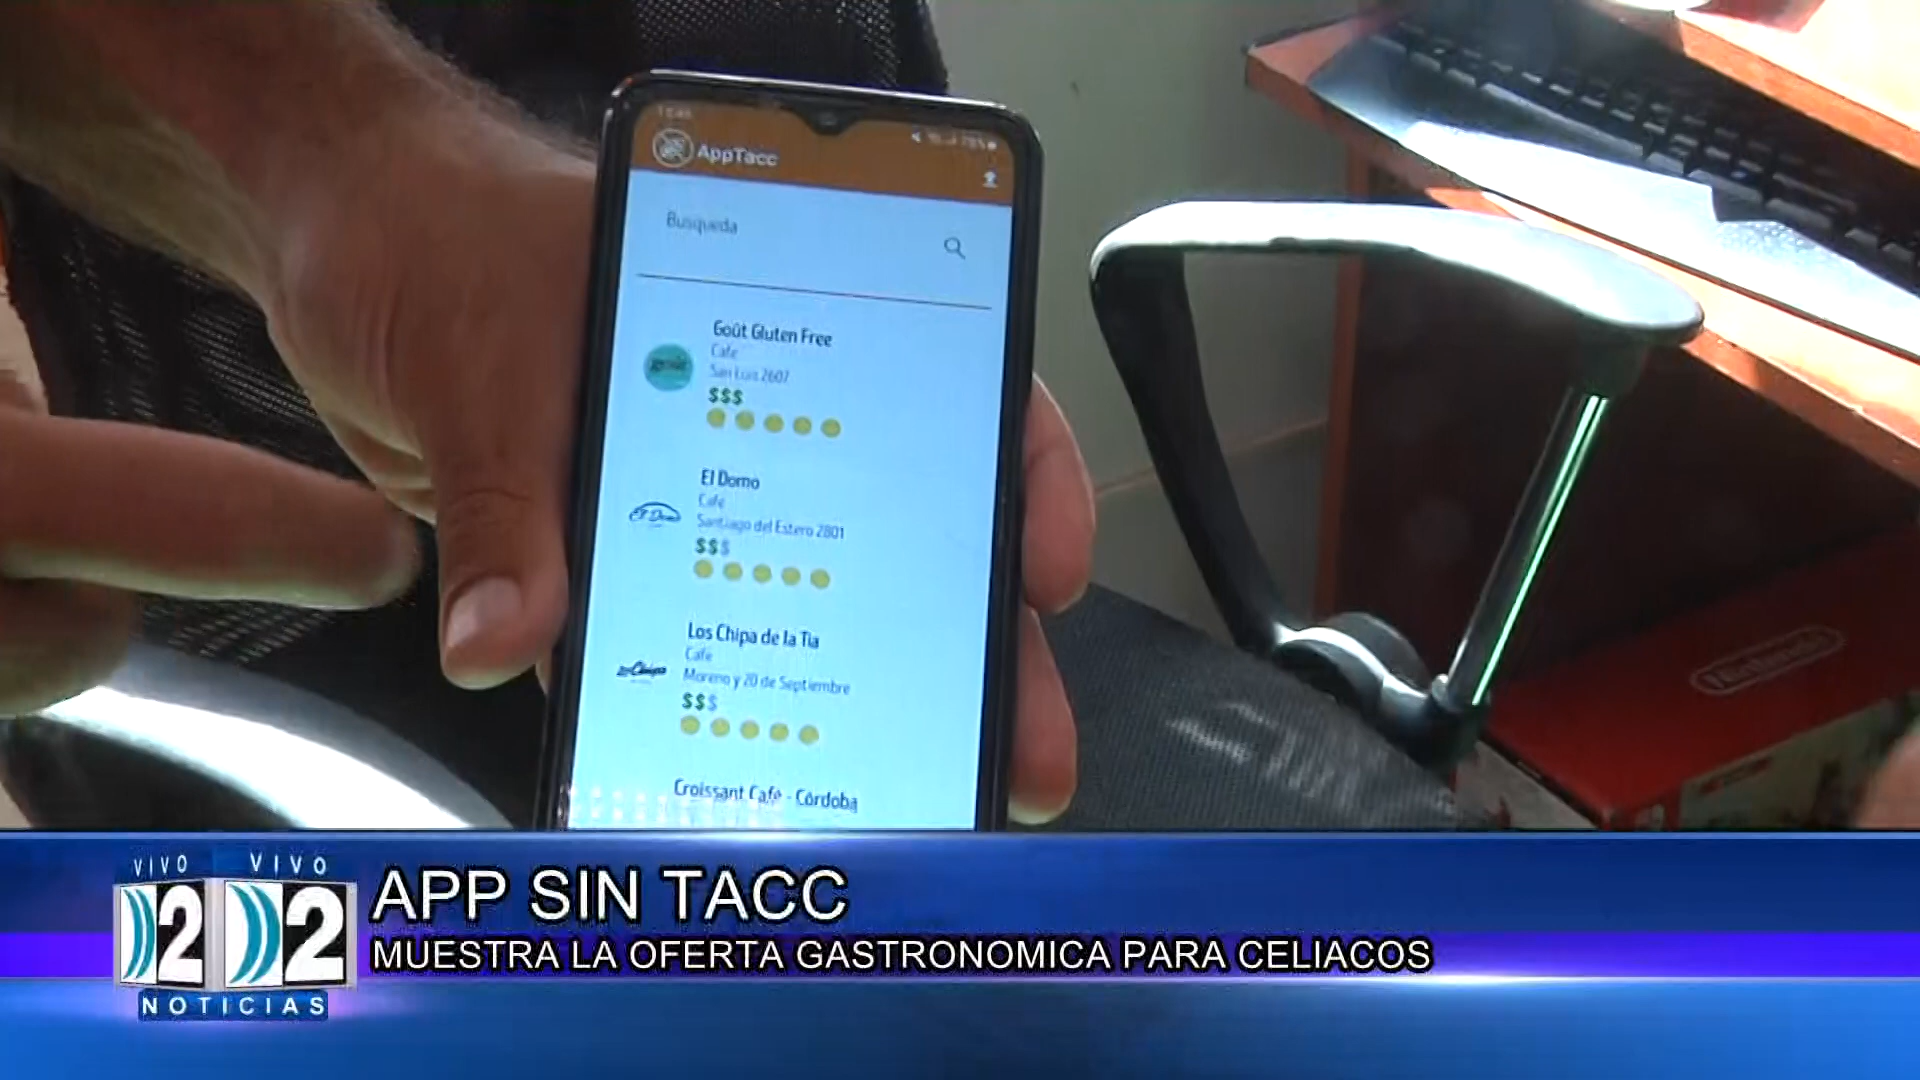 AppTacc
Busqueda
Goût Gluten Free
Cafe
San Luis 2607
$$$
El Domo
Cafe
Santiago del Estero 2801
$$$
Los Chipa de la Tia
Cafe
Moreno y 20 de Septiembre
$$$
Croissant Café - Córdoba
Nintendo
VIVO VIVO
2 2
NOTICIAS
APP SIN TACC
MUESTRA LA OFERTA GASTRONOMICA PARA CELIACOS